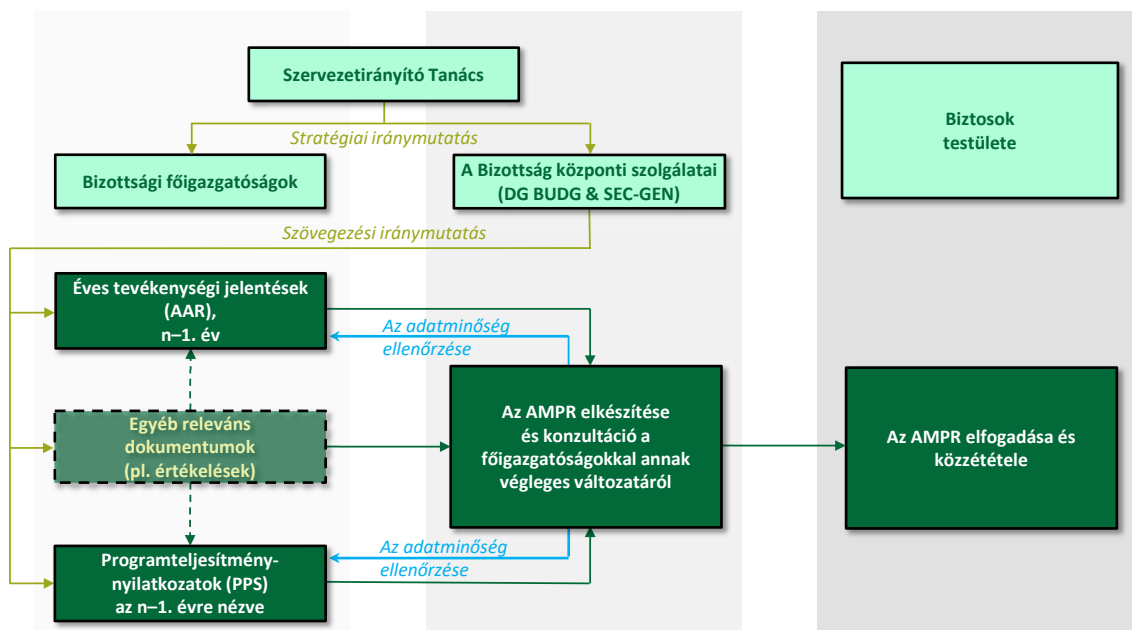 Szervezetirányító Tanács
Biztosok
testülete
Stratégiai iránymutatás
Bizottsági főigazgatóságok
A Bizottság központi szolgálatai
(DG BUDG & SEC-GEN)
Szövegezési iránymutatás
Éves tevékenységi jelentések
(AAR),
n–1. év
Az adatminőség
ellenőrzése
Egyéb releváns
dokumentumok
(pl. értékelések)
Az AMPR elkészítése
és konzultáció a
főigazgatóságokkal annak
végleges változatáról
Az AMPR elfogadása és
közzététele
Az adatminőség
ellenőrzése
Programteljesítmény-
nyilatkozatok (PPS)
az n–1. évre nézve